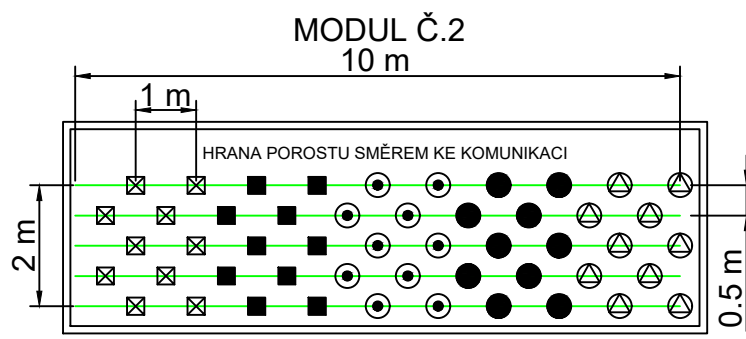 MODUL Č.2
10 m
1 m
HRANA POROSTU SMĚREM KE KOMUNIKACI
2 m
0.5 m